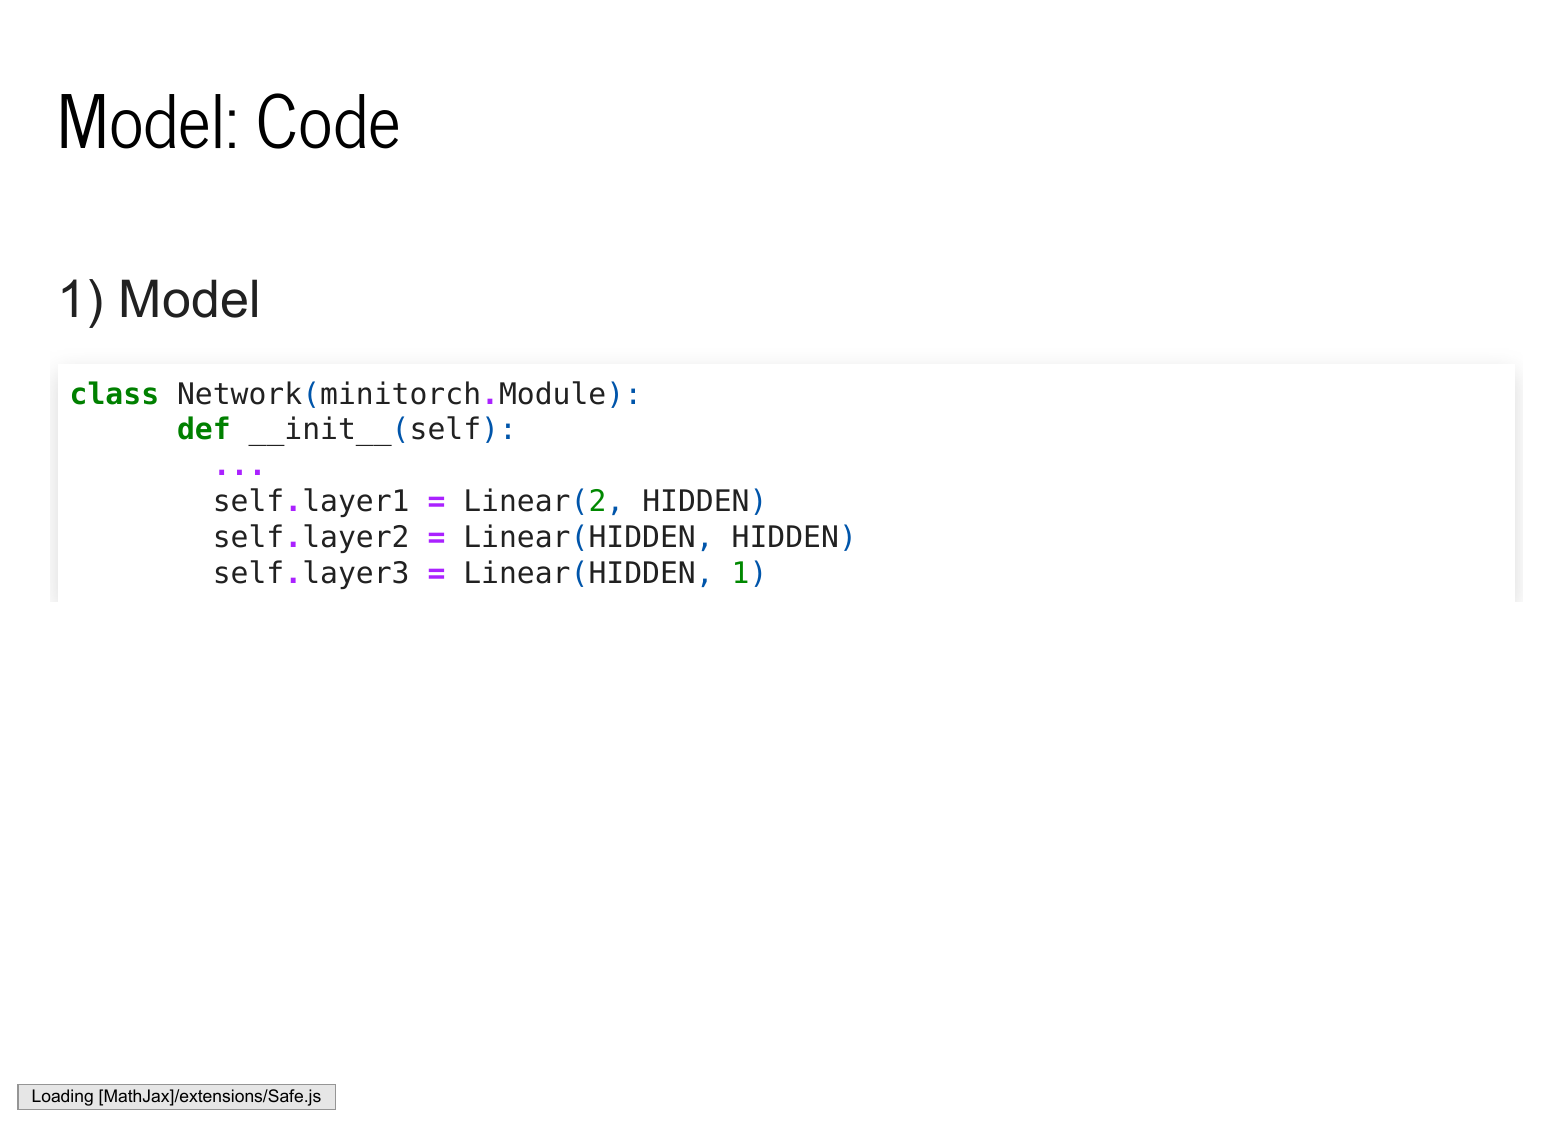 Model: Code
1) Model
class Network(minitorch.Module):
      def __init__(self):
        ...
        self.layer1 = Linear(2, HIDDEN)
        self.layer2 = Linear(HIDDEN, HIDDEN)
        self.layer3 = Linear(HIDDEN, 1)
Loading [MathJax]/extensions/Safe.js